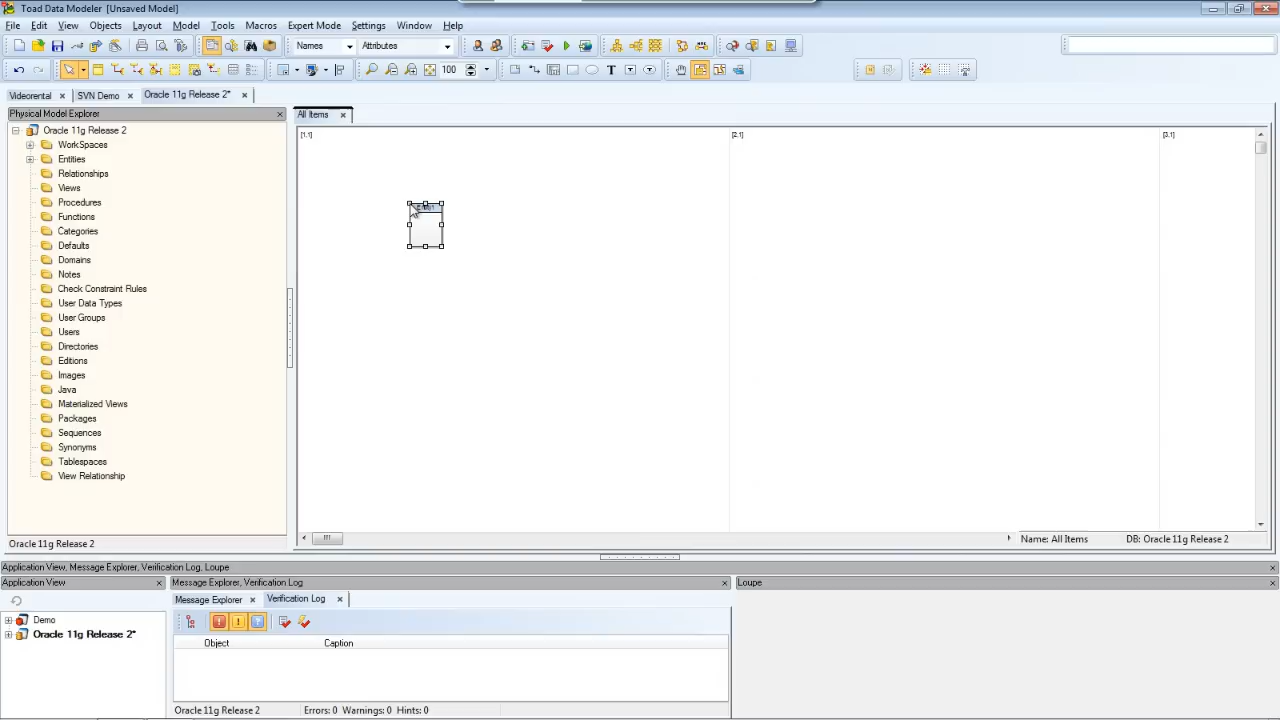 Toad Data Modeler [Unsaved Model]
File Edit View Objects Layout Model Tools Macros Expert Mode Settings Window Help
Names Attributes
100
Videorental SVN Demo Oracle 11g Release 2*
Physical Model Explorer
All Items
Oracle 11g Release 2
[1.1] [2.1] [3.1]
WorkSpaces
Entities
Relationships
Views
Procedures
Functions
Categories
Defaults
Domains
Notes
Check Constraint Rules
User Data Types
User Groups
Users
Directories
Editions
Images
Java
Materialized Views
Packages
Sequences
Synonyms
Tablespaces
View Relationship
Oracle 11g Release 2
Name: All Items DB: Oracle 11g Release 2
Application View, Message Explorer, Verification Log, Loupe
Application View Message Explorer, Verification Log Loupe
Message Explorer Verification Log
Demo
Oracle 11g Release 2*
Object Caption
Oracle 11g Release 2 Errors: 0 Warnings: 0 Hints: 0